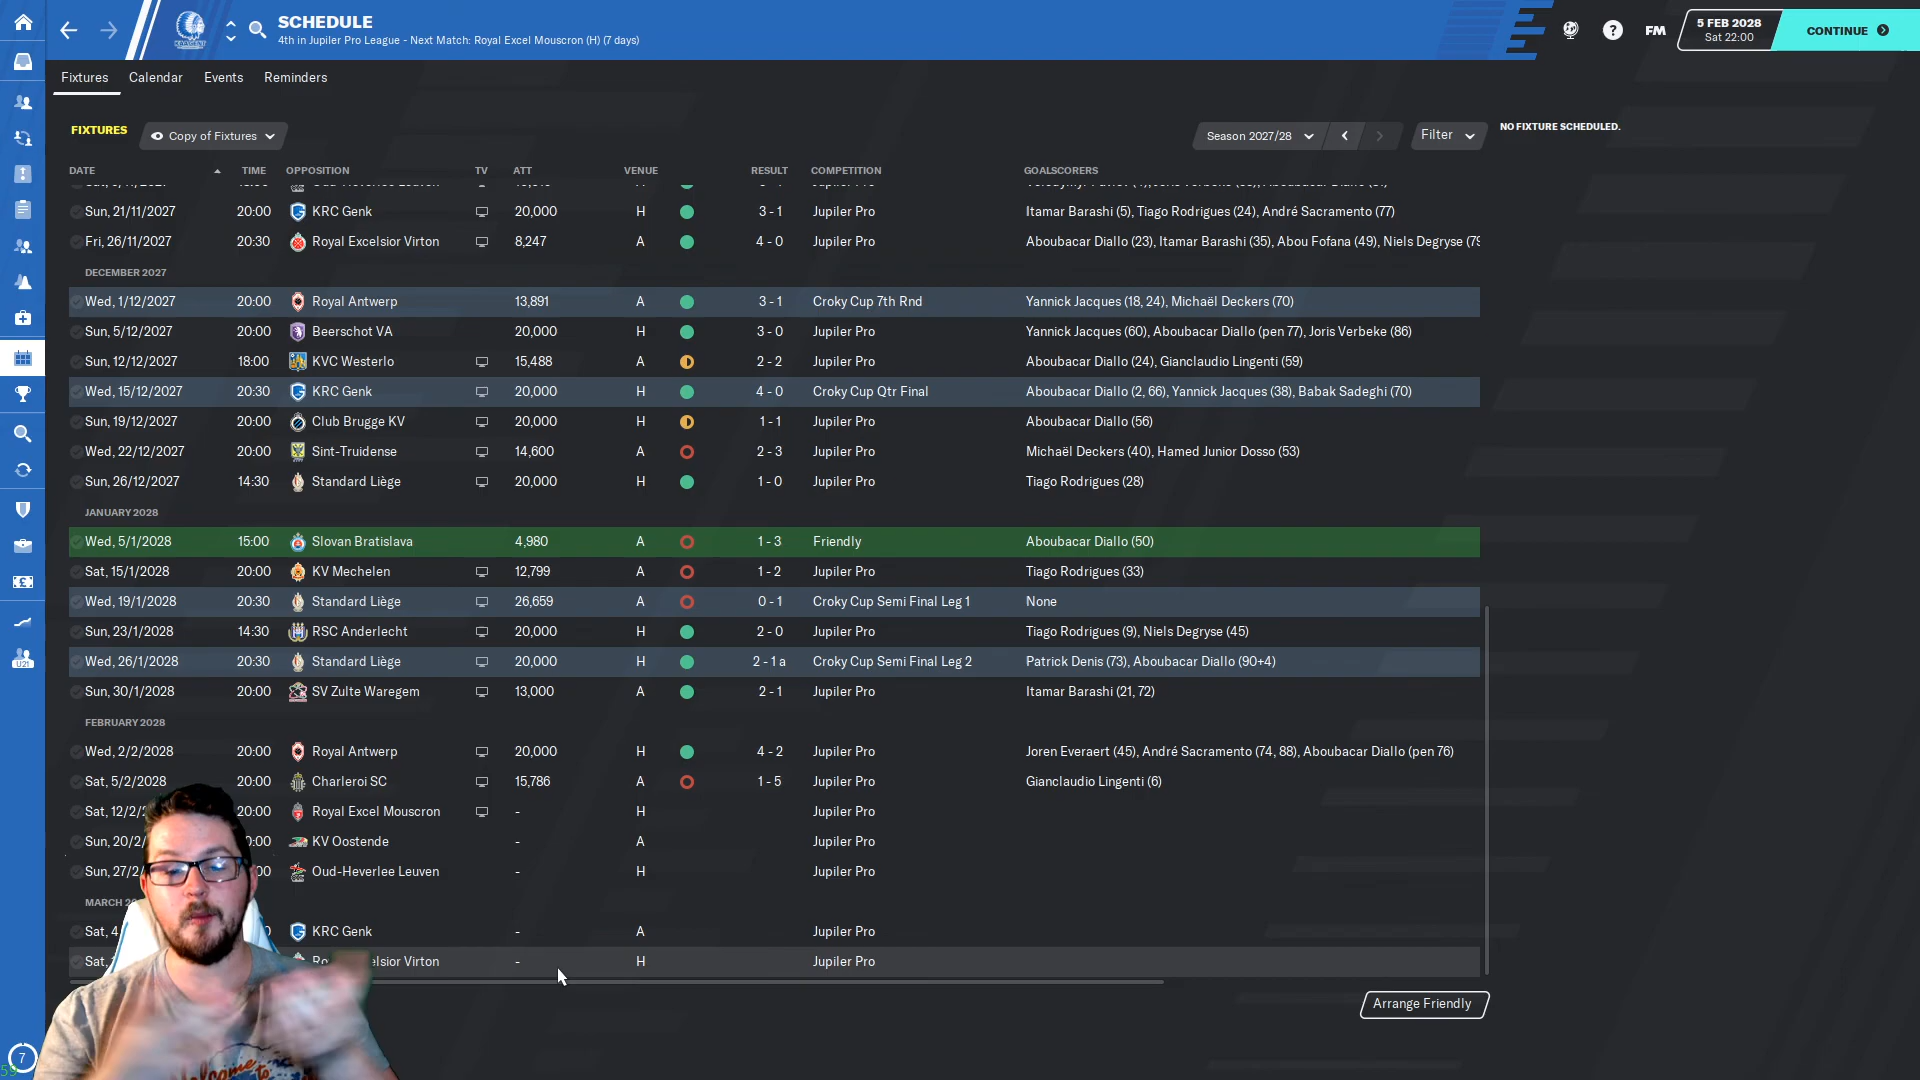 SCHEDULE
4th in Jupiler Pro League - Next Match: Royal Excel Mouscron (H) (7 days)
FM
5 FEB 2028
Sat 22:00
CONTINUE
Fixtures Calendar Events Reminders
FIXTURES Copy of Fixtures Season 2027/28 Filter NO FIXTURE SCHEDULED.
DATE TIME OPPOSITION TV ATT VENUE RESULT COMPETITION GOALSCORERS
Sun, 21/11/2027 20:00 KRC Genk 20,000 H 3 - 1 Jupiler Pro Itamar Barashi (5), Tiago Rodrigues (24), André Sacramento (77)
Fri, 26/11/2027 20:30 Royal Excelsior Virton 8,247 A 4 - 0 Jupiler Pro Aboubacar Diallo (23), Itamar Barashi (35), Abou Fofana (49), Niels Degryse (79
DECEMBER 2027
Wed, 1/12/2027 20:00 Royal Antwerp 13,891 A 3 - 1 Croky Cup 7th Rnd Yannick Jacques (18, 24), Michaël Deckers (70)
Sun, 5/12/2027 20:00 Beerschot VA 20,000 H 3 - 0 Jupiler Pro Yannick Jacques (60), Aboubacar Diallo (pen 77), Joris Verbeke (86)
Sun, 12/12/2027 18:00 KVC Westerlo 15,488 A 2 - 2 Jupiler Pro Aboubacar Diallo (24), Gianclaudio Lingenti (59)
Wed, 15/12/2027 20:30 KRC Genk 20,000 H 4 - 0 Croky Cup Qtr Final Aboubacar Diallo (2, 66), Yannick Jacques (38), Babak Sadeghi (70)
Sun, 19/12/2027 20:00 Club Brugge KV 20,000 H 1 - 1 Jupiler Pro Aboubacar Diallo (56)
Wed, 22/12/2027 20:00 Sint-Truidense 14,600 A 2 - 3 Jupiler Pro Michaël Deckers (40), Hamed Junior Dosso (53)
Sun, 26/12/2027 14:30 Standard Liège 20,000 H 1 - 0 Jupiler Pro Tiago Rodrigues (28)
JANUARY 2028
Wed, 5/1/2028 15:00 Slovan Bratislava 4,980 A 1 - 3 Friendly Aboubacar Diallo (50)
Sat, 15/1/2028 20:00 KV Mechelen 12,799 A 1 - 2 Jupiler Pro Tiago Rodrigues (33)
Wed, 19/1/2028 20:30 Standard Liège 26,659 A 0 - 1 Croky Cup Semi Final Leg 1 None
Sun, 23/1/2028 14:30 RSC Anderlecht 20,000 H 2 - 0 Jupiler Pro Tiago Rodrigues (9), Niels Degryse (45)
Wed, 26/1/2028 20:30 Standard Liège 20,000 H 2 - 1 a Croky Cup Semi Final Leg 2 Patrick Denis (73), Aboubacar Diallo (90+4)
Sun, 30/1/2028 20:00 SV Zulte Waregem 13,000 A 2 - 1 Jupiler Pro Itamar Barashi (21, 72)
FEBRUARY 2028
Wed, 2/2/2028 20:00 Royal Antwerp 20,000 H 4 - 2 Jupiler Pro Joren Everaert (45), André Sacramento (74, 88), Aboubacar Diallo (pen 76)
Sat, 5/2/2028 20:00 Charleroi SC 15,786 A 1 - 5 Jupiler Pro Gianclaudio Lingenti (6)
Sat, 12/2/ 20:00 Royal Excel Mouscron - H Jupiler Pro
Sun, 20/2/ KV Oostende - A Jupiler Pro
Sun, 27/2/ Oud-Heverlee Leuven - H Jupiler Pro
MARCH
Sat, 4 KRC Genk - A Jupiler Pro
Sat, Virton - H Jupiler Pro
Arrange Friendly
U21
7